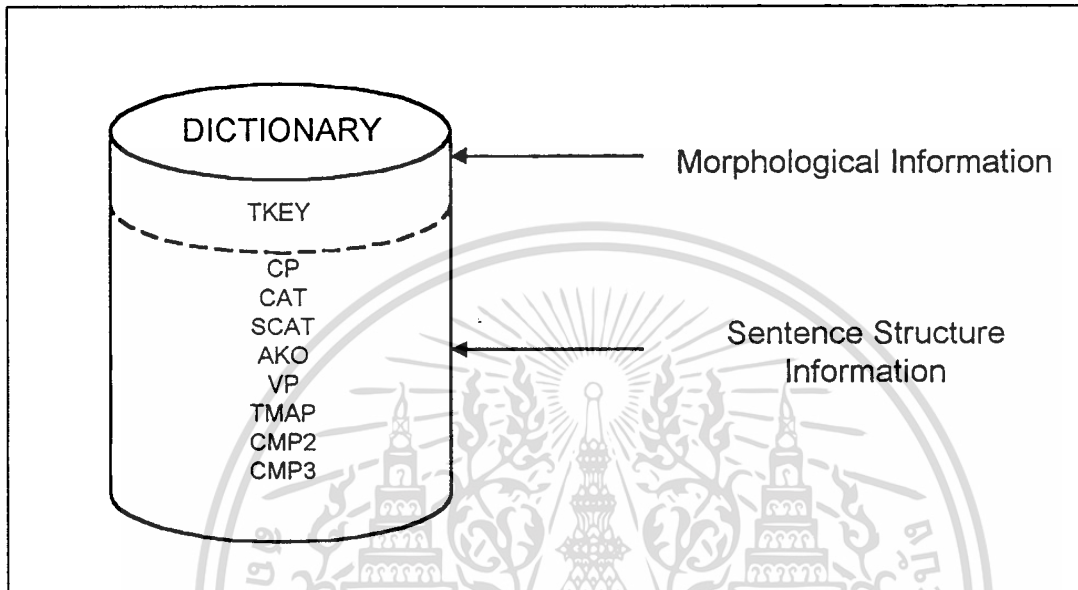 DICTIONARY
Morphological Information
TKEY
CP
CAT
SCAT
AKO
VP
TMAP
CMP2
CMP3
Sentence Structure
Information